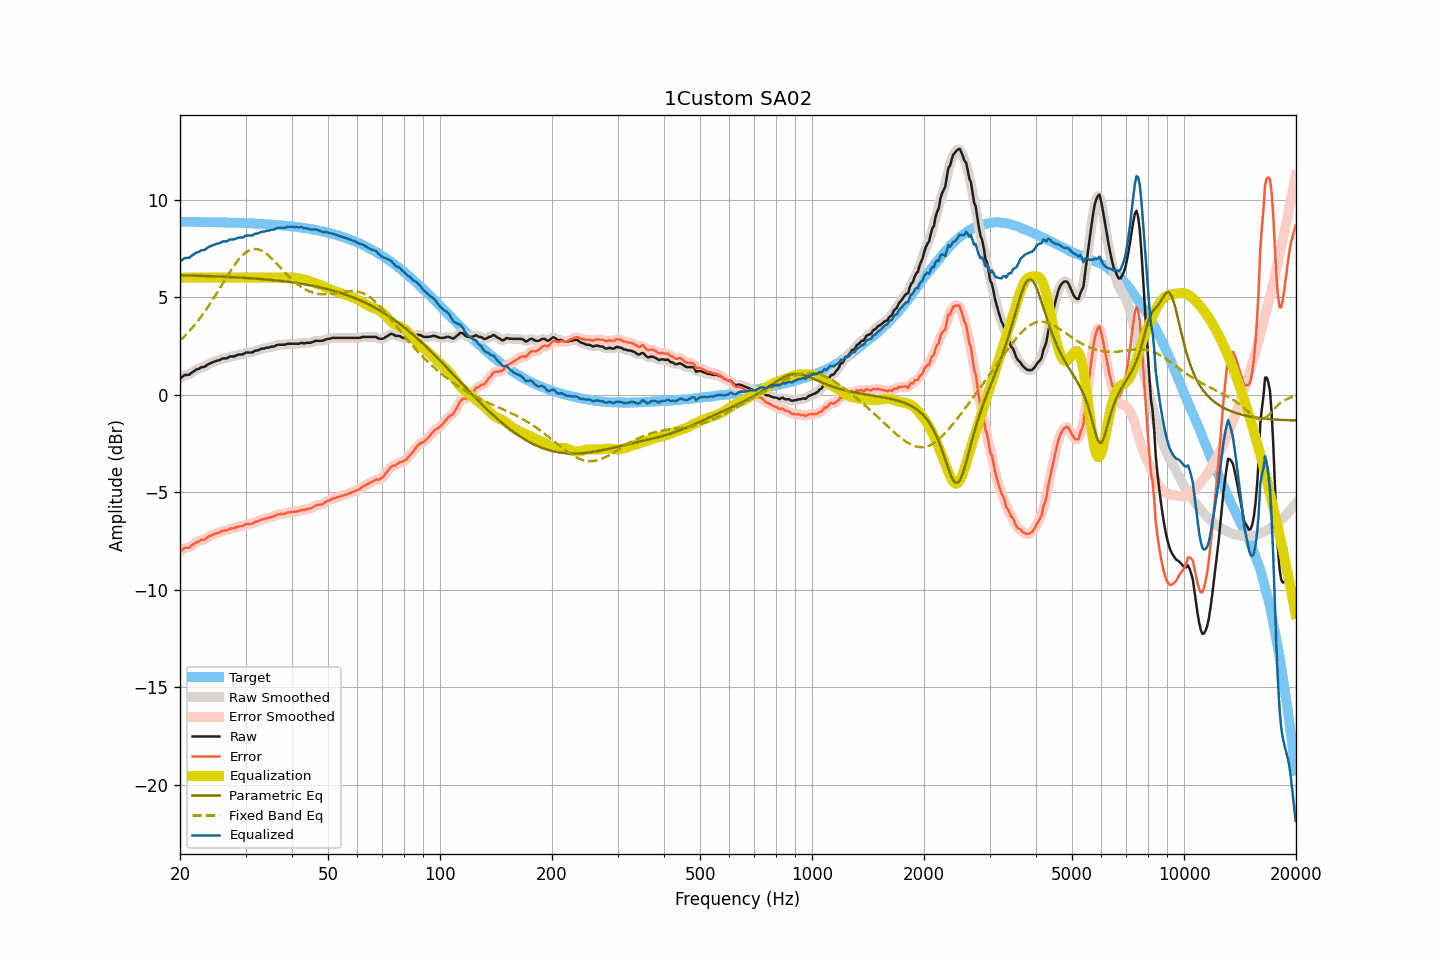 1Custom SA02
Amplitude (dBr)
10
5
0
−5
−10
−15
−20
Target
Raw Smoothed
Error Smoothed
Raw
Error
Equalization
Parametric Eq
Fixed Band Eq
Equalized
20 50 100 200 500 1000 2000 5000 10000 20000
Frequency (Hz)